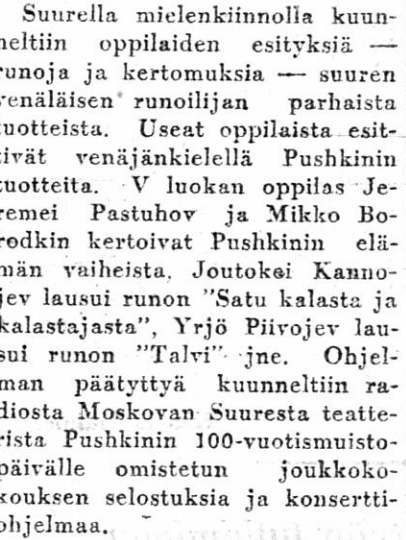 Suurella mielenkiinnolla kuun-
neltiin oppilaiden esityksiä —
runoja ja kertomuksia — suuren
venäläisen runoilijan parhaista
tuotteista. Useat oppilaista esit-
tivät venäjänkielellä Pushkinin
tuotteita. V luokan oppilas Je-
remei Pastuhov ja Mikko Bo-
rodkin kertoivat Pushkinin elä-
män vaiheista. Joutoksi Kanno-
jev lausui runon "Satu kalasta ja
kalastajasta", Yrjö Piivojev lau-
sui runon "Talvi" jne. Ohjel-
man päätyttyä kuunneltiin ra-
diosta Moskovan Suuresta teatte-
rista Pushkinin 100-vuotismuisto-
päivälle omistetun joukkoko-
kouksen selostuksia ja konsertti-
ohjelmaa.